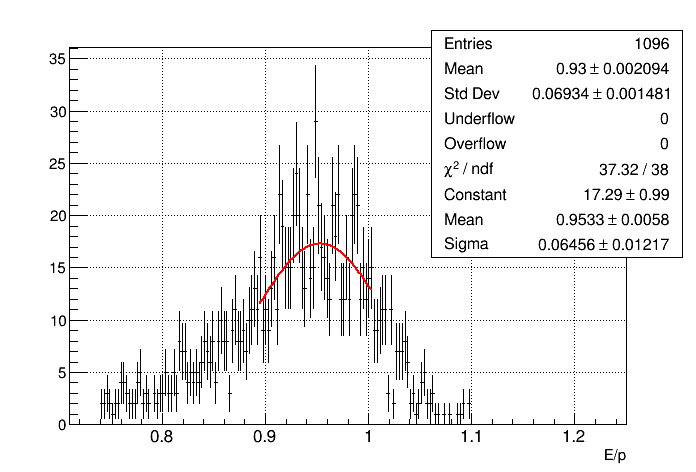 Entries 1096
Mean 0.93 ± 0.002094
Std Dev 0.06934 ± 0.001481
Underflow 0
Overflow 0
χ² / ndf 37.32 / 38
Constant 17.29 ± 0.99
Mean 0.9533 ± 0.0058
Sigma 0.06456 ± 0.01217
35
30
25
20
15
10
5
0
0.8 0.9 1 1.1 1.2
E/p